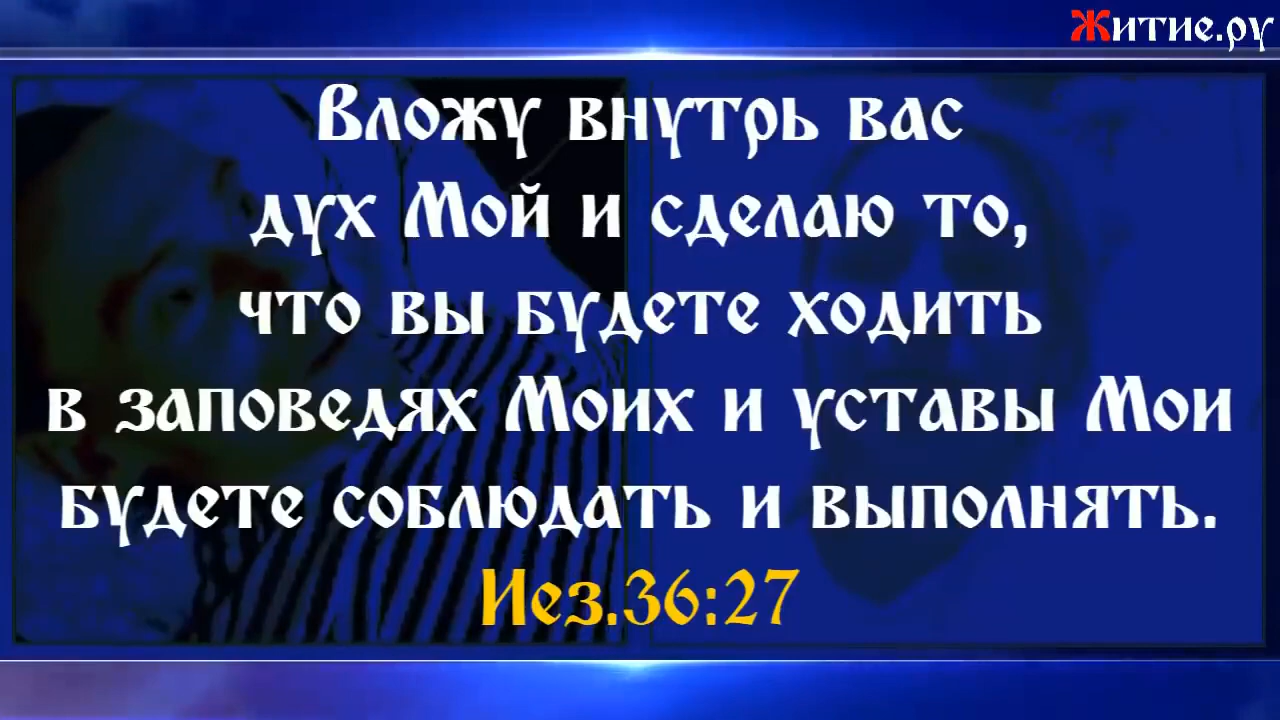 Житие.ру
Вложу внутрь вас
дух Мой и сделаю то,
что вы будете ходить
в заповедях Моих и уставы Мои
будете соблюдать и выполнять.
Иез.36:27